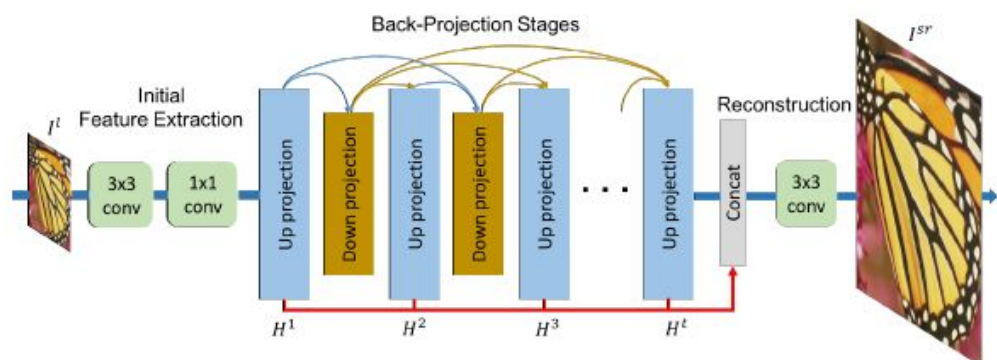 Back-Projection Stages
I^{sr}
Initial
Feature Extraction
I^{l}
3x3
conv
1x1
conv
Up projection
Down projection
Up projection
Down projection
Up projection
. . .
Up projection
Reconstruction
Concat
3x3
conv
H^{1}
H^{2}
H^{3}
H^{t}